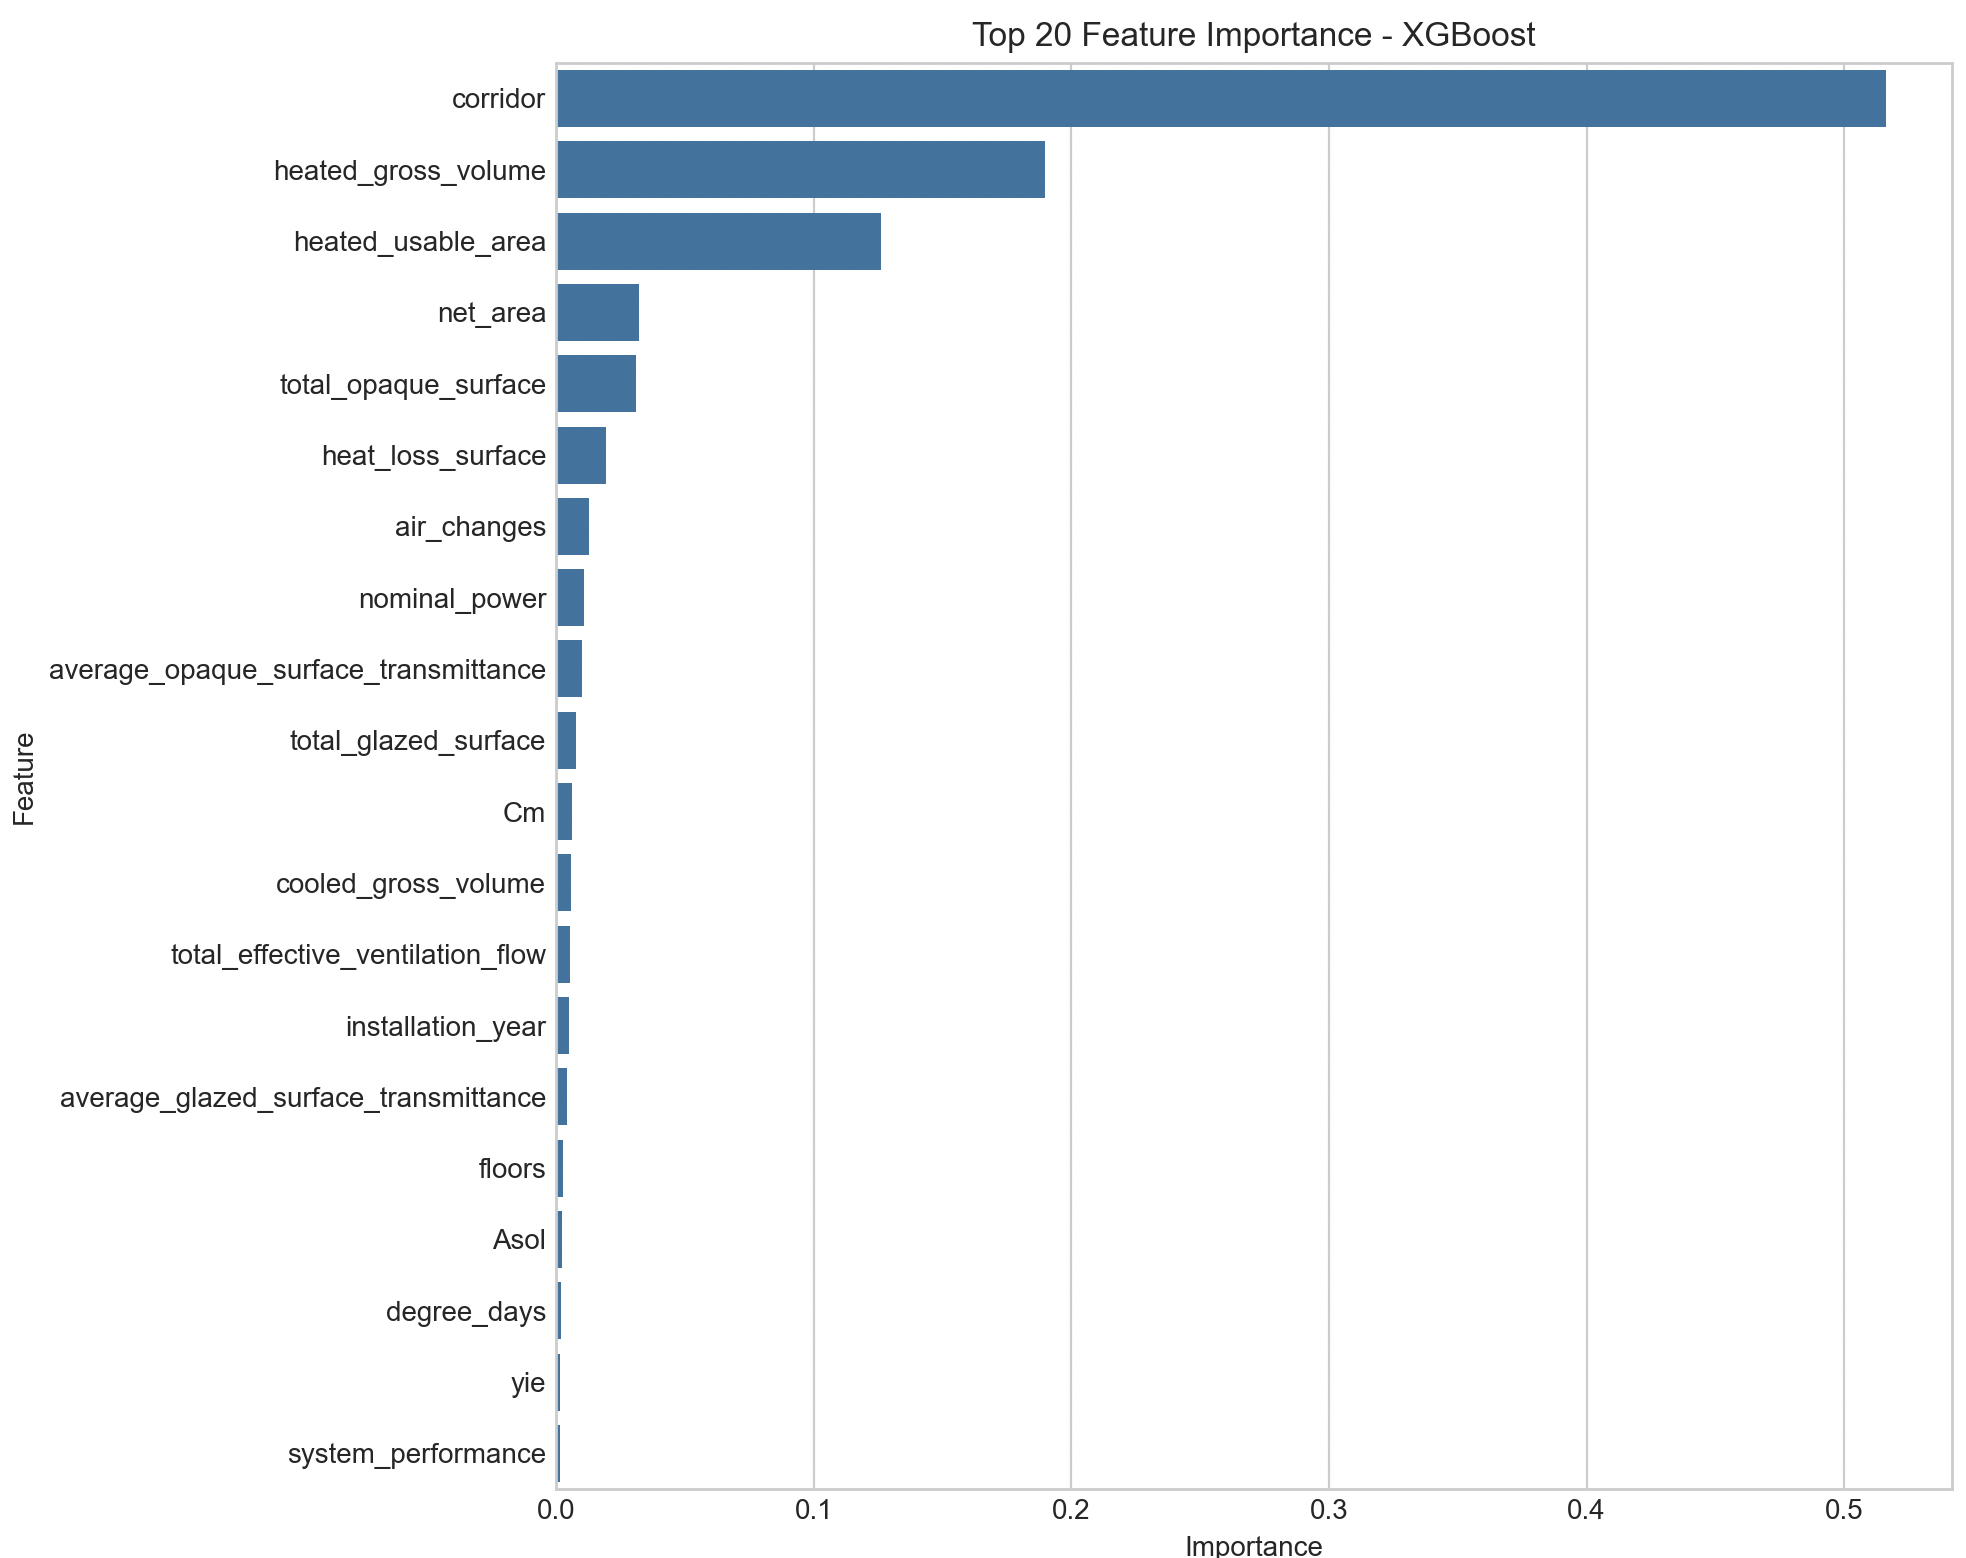 Top 20 Feature Importance - XGBoost
corridor
heated_gross_volume
heated_usable_area
net_area
total_opaque_surface
heat_loss_surface
air_changes
nominal_power
average_opaque_surface_transmittance
total_glazed_surface
Cm
cooled_gross_volume
total_effective_ventilation_flow
installation_year
average_glazed_surface_transmittance
floors
Asol
degree_days
yie
system_performance
Feature
0.0 0.1 0.2 0.3 0.4 0.5
Importance